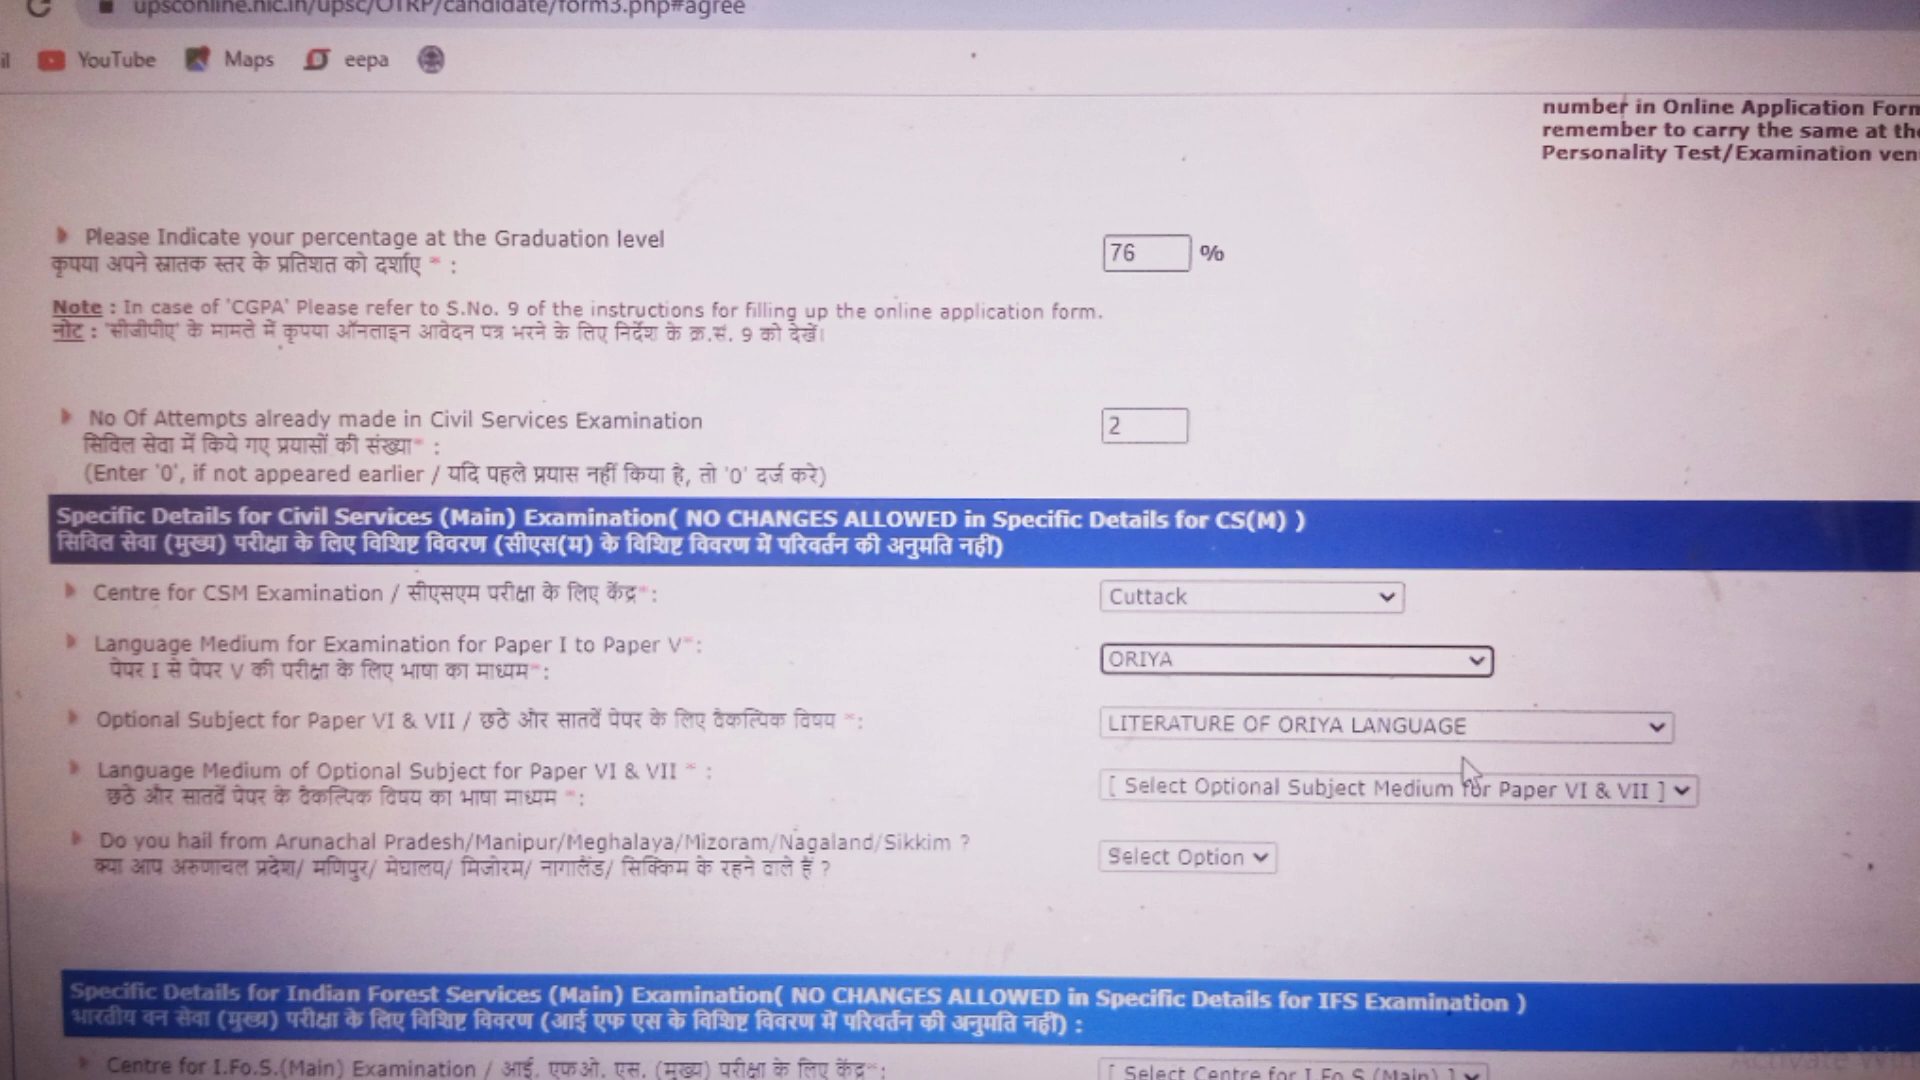 upsconline.nic.in/upsc/OTRP/candidate/form3.php#agree
il YouTube Maps eepa
number in Online Application Form
remember to carry the same at the
Personality Test/Examination ven
Please Indicate your percentage at the Graduation level
76 %
कृपया अपने स्नातक स्तर के प्रतिशत को दर्शाए * :
Note : In case of 'CGPA' Please refer to S.No. 9 of the instructions for filling up the online application form.
नोट : 'सीजीपीए' के मामले में कृपया ऑनलाइन आवेदन पत्र भरने के लिए निर्देश के क्र.सं. 9 को देखें।
No Of Attempts already made in Civil Services Examination
2
सिविल सेवा में किये गए प्रयासों की संख्या* :
(Enter '0', if not appeared earlier / यदि पहले प्रयास नहीं किया है, तो '0' दर्ज करे)
Specific Details for Civil Services (Main) Examination( NO CHANGES ALLOWED in Specific Details for CS(M) )
सिविल सेवा (मुख्य) परीक्षा के लिए विशिष्ट विवरण (सीएस(म) के विशिष्ट विवरण में परिवर्तन की अनुमति नहीं)
Centre for CSM Examination / सीएसएम परीक्षा के लिए केंद्र*:
Cuttack
Language Medium for Examination for Paper I to Paper V*:
पेपर I से पेपर V की परीक्षा के लिए भाषा का माध्यम*:
ORIYA
Optional Subject for Paper VI & VII / छठे और सातवें पेपर के लिए वैकल्पिक विषय *:
LITERATURE OF ORIYA LANGUAGE
Language Medium of Optional Subject for Paper VI & VII * :
छठे और सातवें पेपर के वैकल्पिक विषय का भाषा माध्यम *:
[ Select Optional Subject Medium for Paper VI & VII ]
Do you hail from Arunachal Pradesh/Manipur/Meghalaya/Mizoram/Nagaland/Sikkim ?
क्या आप अरुणाचल प्रदेश/ मणिपुर/ मेघालय/ मिजोरम/ नागालैंड/ सिक्किम के रहने वाले हैं ?
Select Option
Specific Details for Indian Forest Services (Main) Examination( NO CHANGES ALLOWED in Specific Details for IFS Examination )
भारतीय वन सेवा (मुख्य) परीक्षा के लिए विशिष्ट विवरण (आई एफ एस के विशिष्ट विवरण में परिवर्तन की अनुमति नहीं) :
Centre for I.Fo.S.(Main) Examination / आई. एफओ. एस. (मुख्य) परीक्षा के लिए केंद्र*:
[ Select Centre for I.Fo.S.(Main) ]
Activate Win